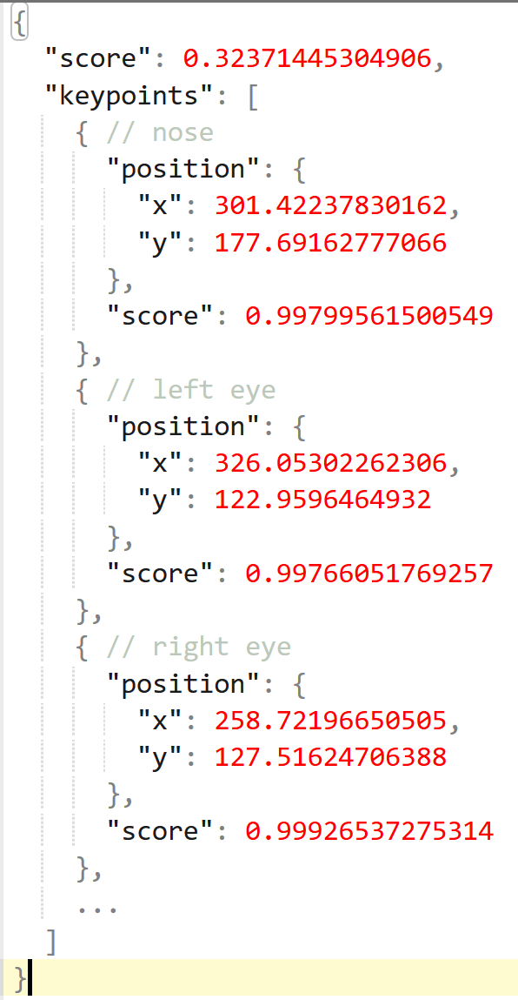 {
  "score": 0.32371445304906,
  "keypoints": [
    { // nose
      "position": {
        "x": 301.42237830162,
        "y": 177.69162777066
      },
      "score": 0.99799561500549
    },
    { // left eye
      "position": {
        "x": 326.05302262306,
        "y": 122.9596464932
      },
      "score": 0.99766051769257
    },
    { // right eye
      "position": {
        "x": 258.72196650505,
        "y": 127.51624706388
      },
      "score": 0.99926537275314
    },
    ...
  ]
}